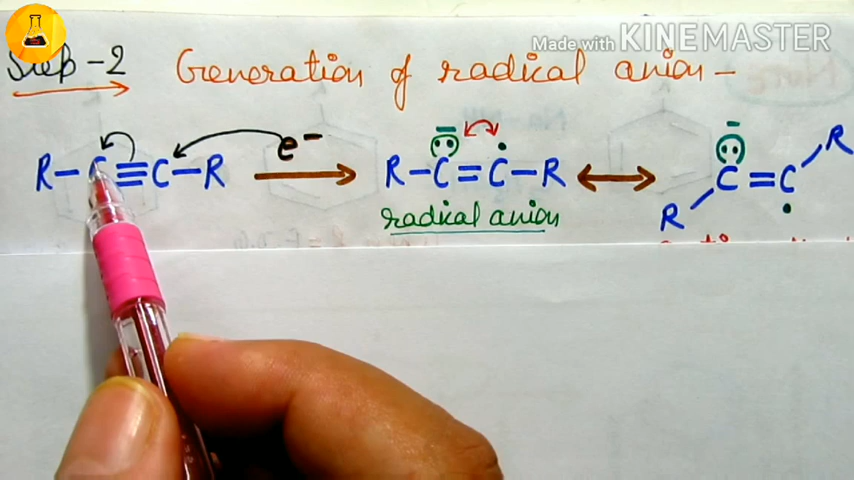 Made with KINEMASTER
Step-2 Generation of radical anion-
R-C≡C-R e⁻ → R-C̄=Ċ-R ↔ R C̄=C R
radical anion